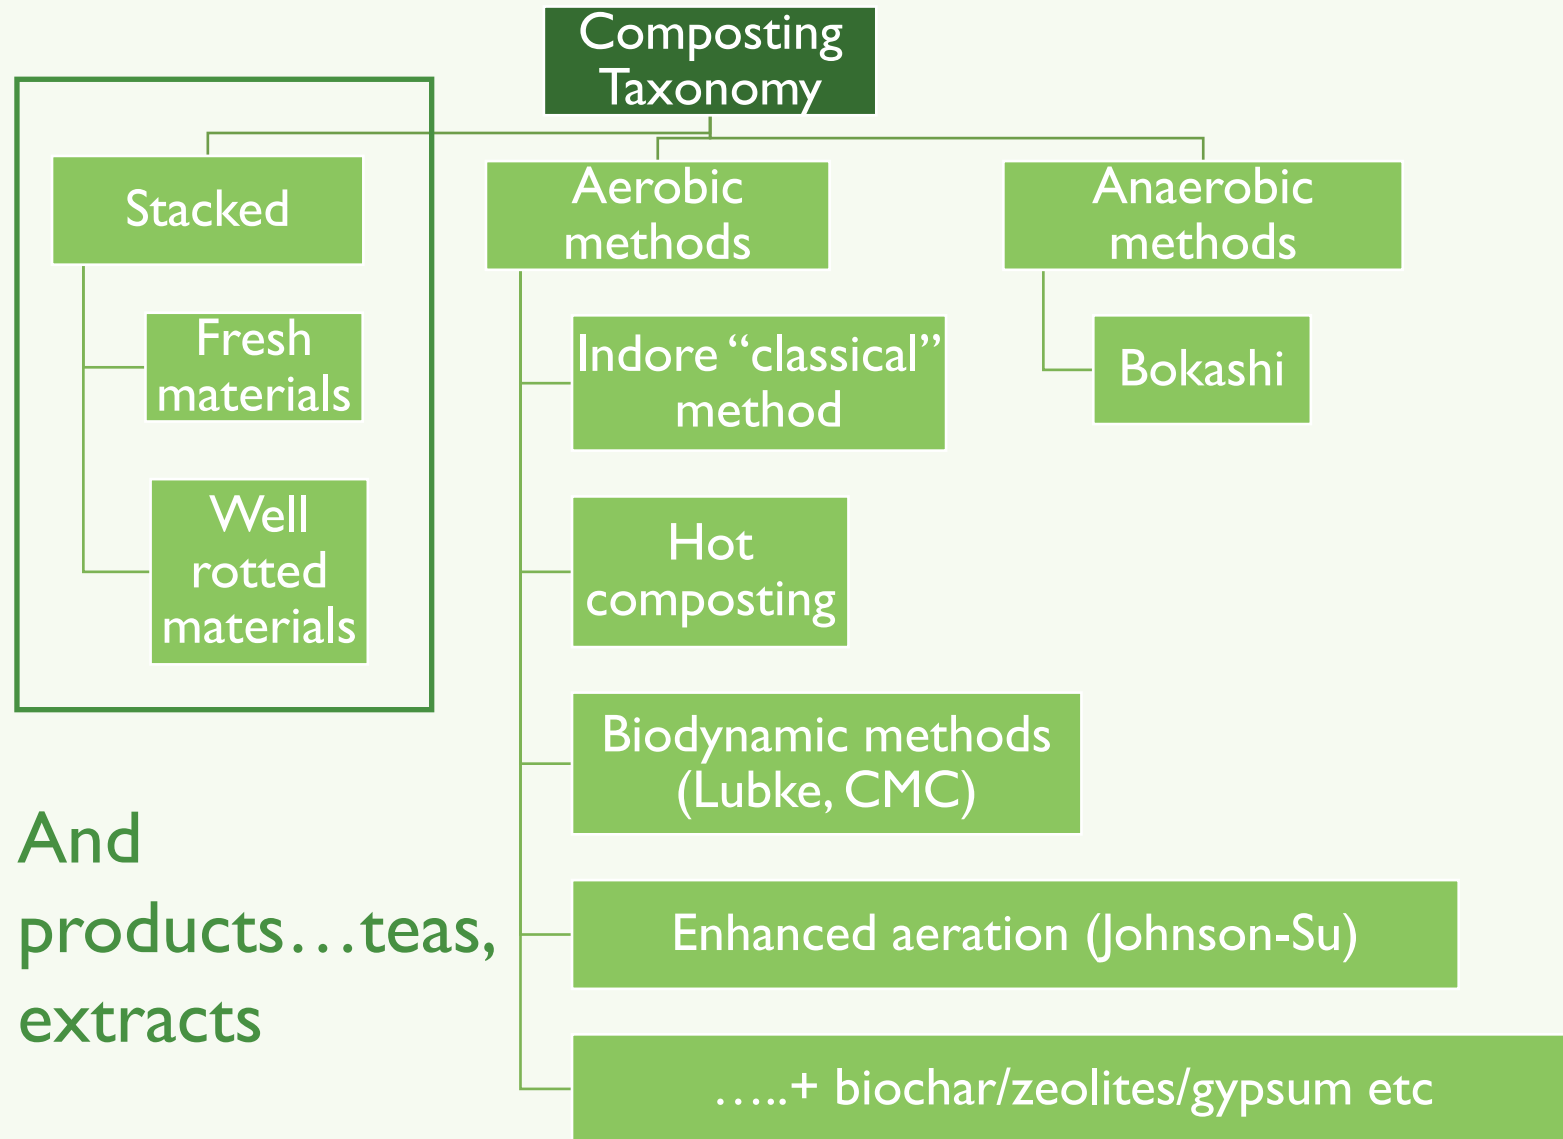 Composting
Taxonomy
Stacked
Fresh
materials
Well
rotted
materials
Aerobic
methods
Indore “classical”
method
Hot
composting
Biodynamic methods
(Lubke, CMC)
Enhanced aeration (Johnson-Su)
…..+ biochar/zeolites/gypsum etc
Anaerobic
methods
Bokashi
And
products…teas,
extracts